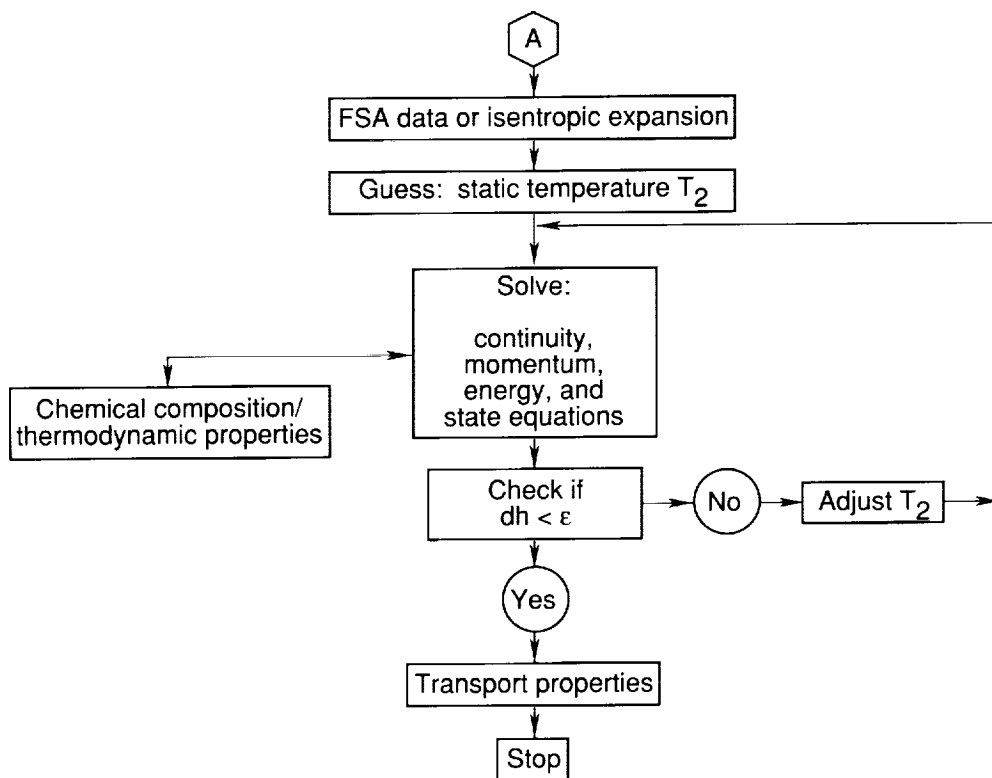 A
FSA data or isentropic expansion
Guess: static temperature T2
Solve:
continuity,
momentum,
energy, and
state equations
Chemical composition/
thermodynamic properties
Check if
dh < ε
No
Adjust T2
Yes
Transport properties
Stop